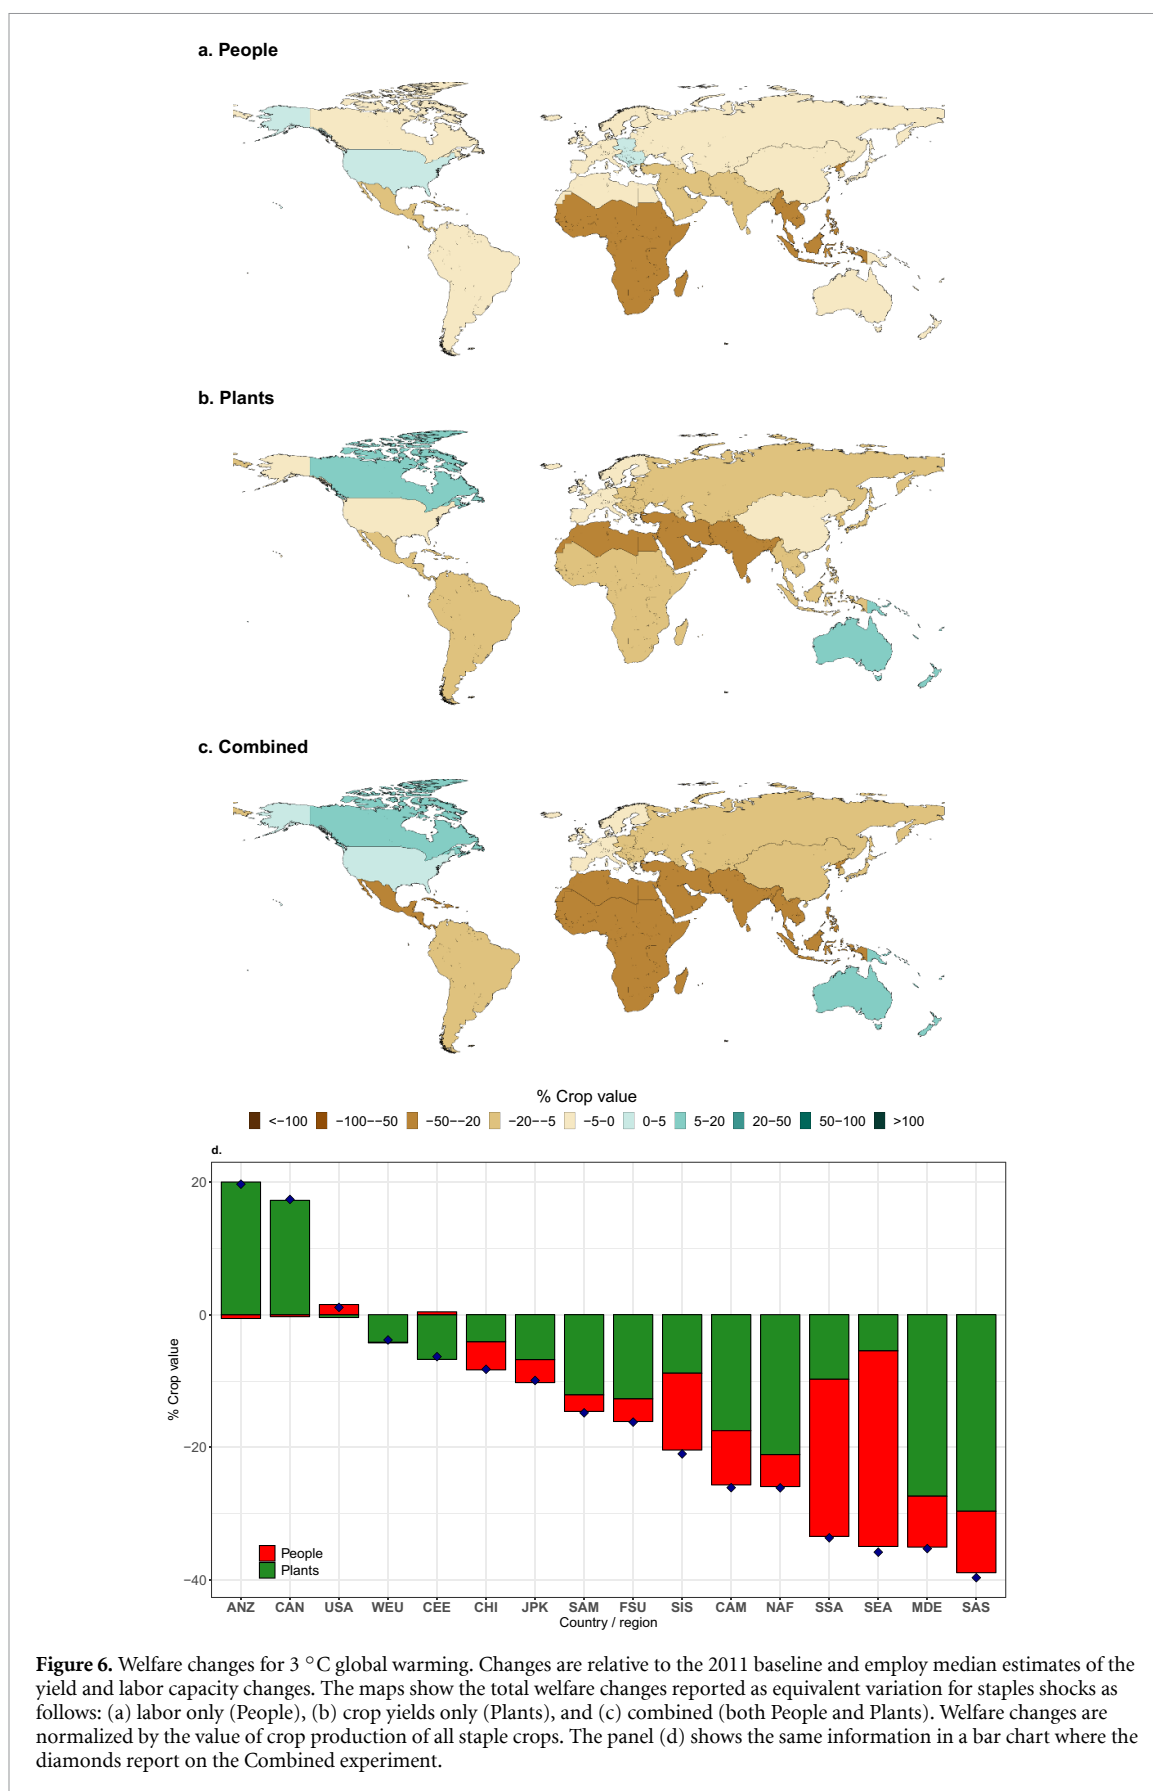 a. People
b. Plants
c. Combined
% Crop value
<-100 -100--50 -50--20 -20--5 -5-0 0-5 5-20 20-50 50-100 >100
d.
20
0
−20
−40
% Crop value
People
Plants
ANZ CAN USA WEU CEE CHI JPK SAM FSU SIS CAM NAF SSA SEA MDE SAS
Country / region
Figure 6. Welfare changes for 3 °C global warming. Changes are relative to the 2011 baseline and employ median estimates of the
yield and labor capacity changes. The maps show the total welfare changes reported as equivalent variation for staples shocks as
follows: (a) labor only (People), (b) crop yields only (Plants), and (c) combined (both People and Plants). Welfare changes are
normalized by the value of crop production of all staple crops. The panel (d) shows the same information in a bar chart where the
diamonds report on the Combined experiment.